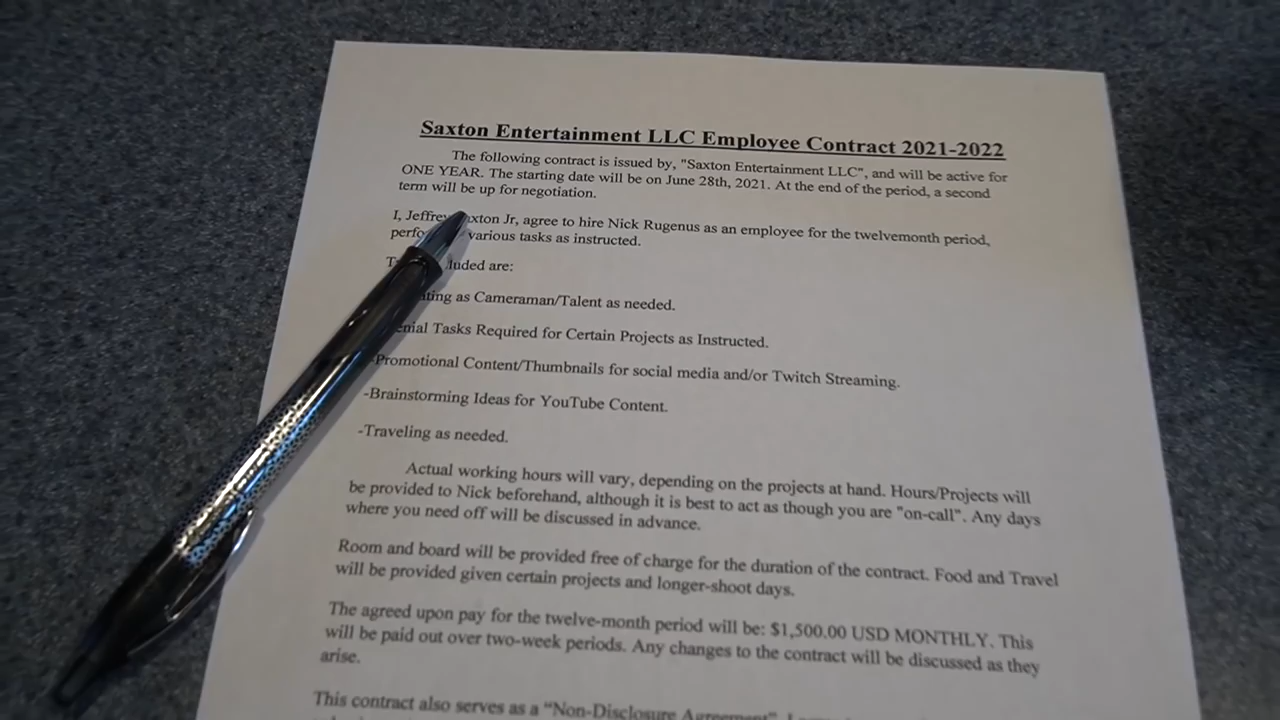 Saxton Entertainment LLC Employee Contract 2021-2022
The following contract is issued by, "Saxton Entertainment LLC", and will be active for
ONE YEAR. The starting date will be on June 28th, 2021. At the end of the period, a second
term will be up for negotiation.
I, Jeffrey xton Jr, agree to hire Nick Rugenus as an employee for the twelvemonth period,
perfo various tasks as instructed.
T luded are:
ting as Cameraman/Talent as needed.
enial Tasks Required for Certain Projects as Instructed.
-Promotional Content/Thumbnails for social media and/or Twitch Streaming.
-Brainstorming Ideas for YouTube Content.
-Traveling as needed.
Actual working hours will vary, depending on the projects at hand. Hours/Projects will
be provided to Nick beforehand, although it is best to act as though you are "on-call". Any days
where you need off will be discussed in advance.
Room and board will be provided free of charge for the duration of the contract. Food and Travel
will be provided given certain projects and longer-shoot days.
The agreed upon pay for the twelve-month period will be: $1,500.00 USD MONTHLY. This
will be paid out over two-week periods. Any changes to the contract will be discussed as they
arise.
This contract also serves as a “Non-Disclosure Agreement”. I